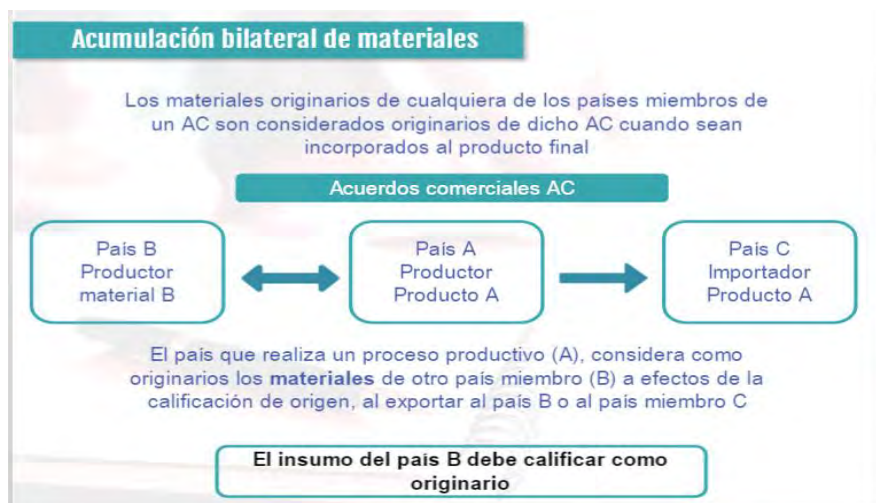 Acumulación bilateral de materiales
Los materiales originarios de cualquiera de los países miembros de
un AC son considerados originarios de dicho AC cuando sean
incorporados al producto final
Acuerdos comerciales AC
País B
Productor
material B
País A
Productor
Producto A
País C
Importador
Producto A
El país que realiza un proceso productivo (A), considera como
originarios los materiales de otro país miembro (B) a efectos de la
calificación de origen, al exportar al país B o al país miembro C
El insumo del país B debe calificar como
originario